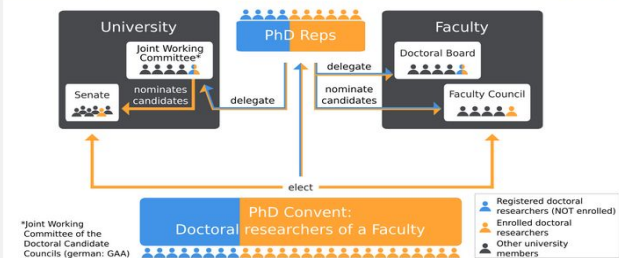 University
Joint Working
Committee*
Senate
nominates
candidates
PhD Reps
delegate
delegate
nominate
candidates
Faculty
Doctoral Board
Faculty Council
elect
PhD Convent:
Doctoral researchers of a Faculty
*Joint Working
Committee of the
Doctoral Candidate
Councils (german: GAA)
Registered doctoral
researchers (NOT enrolled)
Enrolled doctoral
researchers
Other university
members